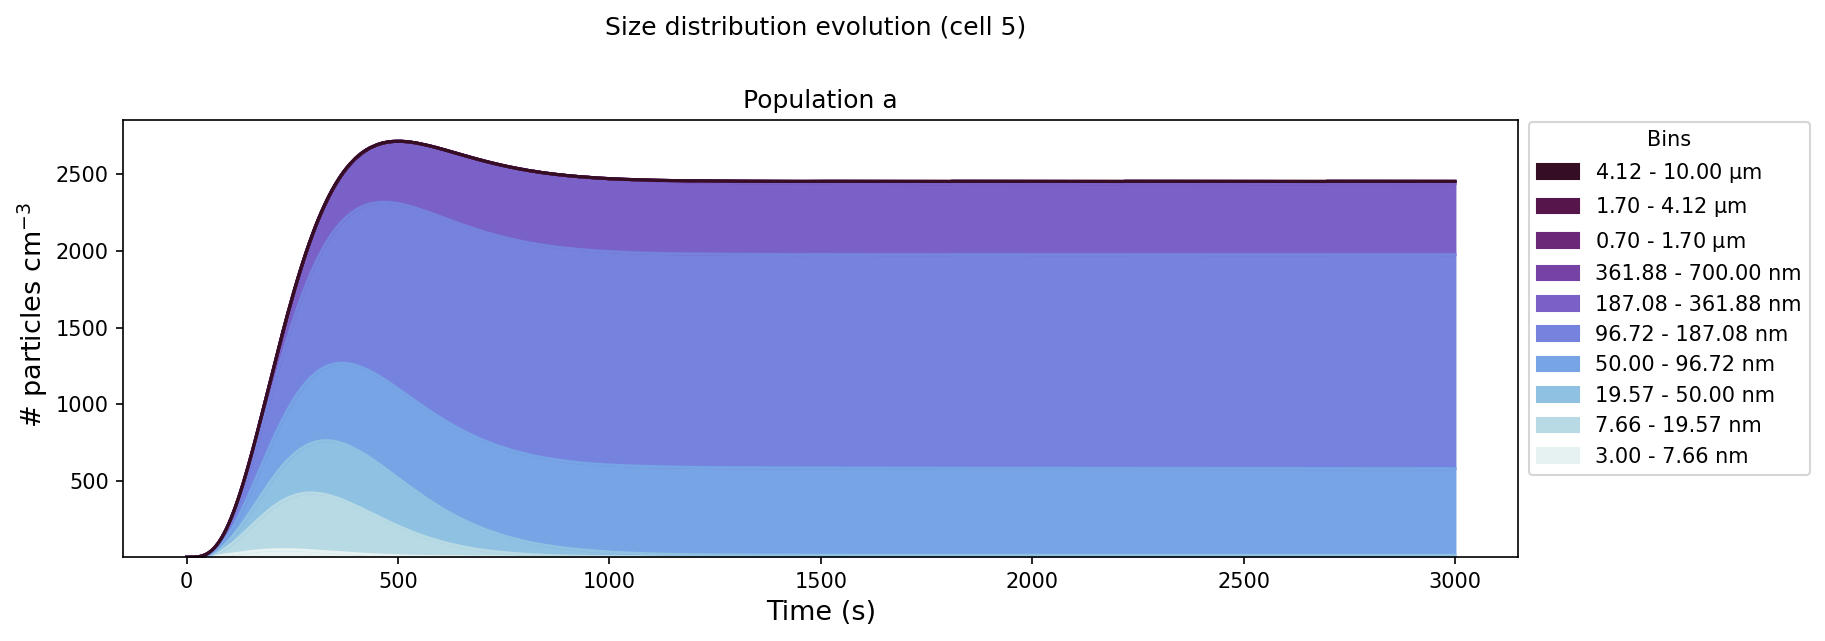 Size distribution evolution (cell 5)
Population a
# particles cm⁻³
2500
2000
1500
1000
500
0
500
1000
1500
2000
2500
3000
Time (s)
Bins
4.12 - 10.00 µm
1.70 - 4.12 µm
0.70 - 1.70 µm
361.88 - 700.00 nm
187.08 - 361.88 nm
96.72 - 187.08 nm
50.00 - 96.72 nm
19.57 - 50.00 nm
7.66 - 19.57 nm
3.00 - 7.66 nm